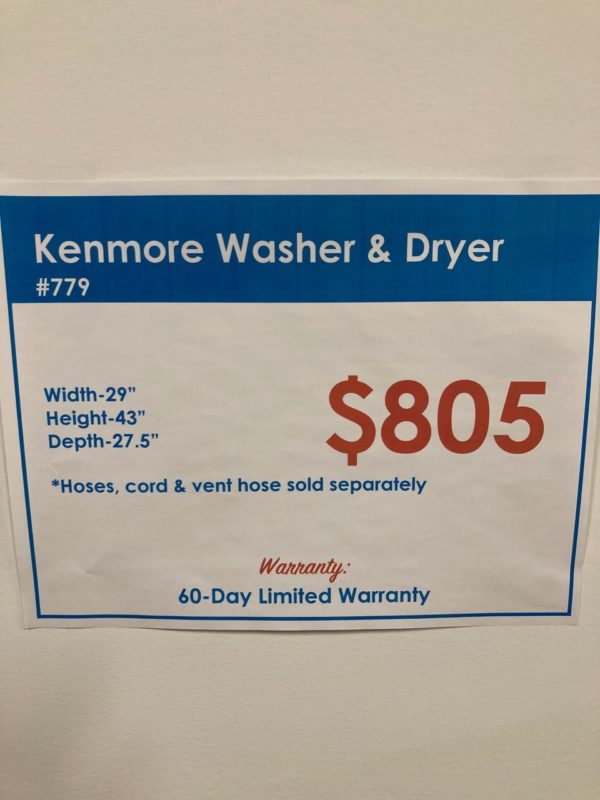 Kenmore Washer & Dryer
#779
Width-29”
Height-43”
Depth-27.5”
$805
*Hoses, cord & vent hose sold separately
Warranty:
60-Day Limited Warranty